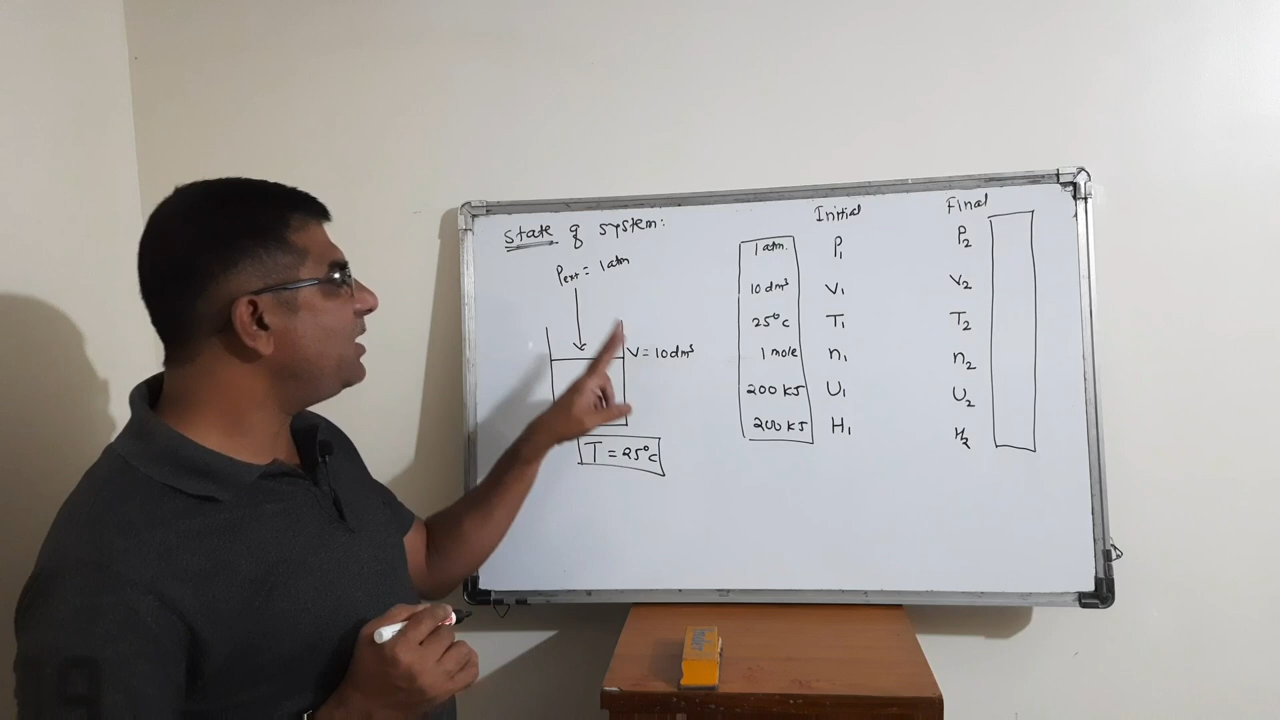 State of system:
Pext = 1 atm
V = 10 dm³
T = 25°c
Initial Final
1 atm. P₁ P₂
10 dm³ V₁ V₂
25°c T₁ T₂
1 mole n₁ n₂
200 KJ U₁ U₂
200 KJ H₁ H₂